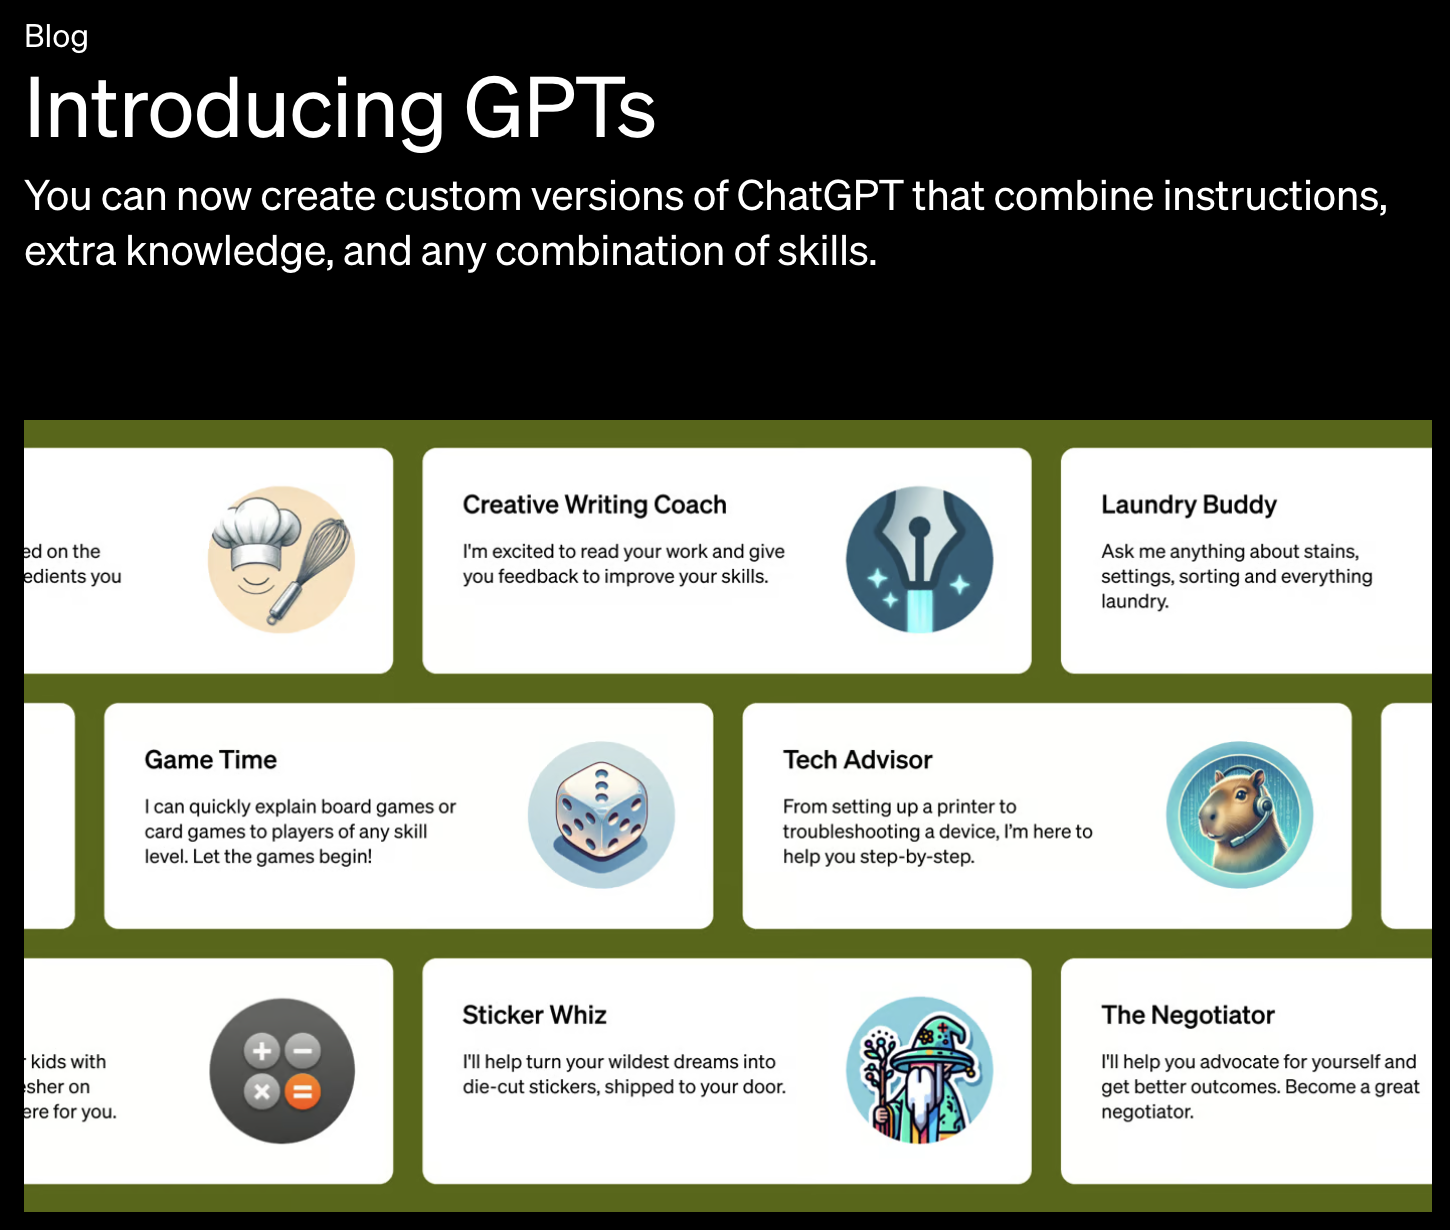 Blog
Introducing GPTs
You can now create custom versions of ChatGPT that combine instructions,
extra knowledge, and any combination of skills.
ed on the
edients you
Creative Writing Coach
I'm excited to read your work and give
you feedback to improve your skills.
Laundry Buddy
Ask me anything about stains,
settings, sorting and everything
laundry.
Game Time
I can quickly explain board games or
card games to players of any skill
level. Let the games begin!
Tech Advisor
From setting up a printer to
troubleshooting a device, I’m here to
help you step-by-step.
kids with
esher on
ere for you.
Sticker Whiz
I'll help turn your wildest dreams into
die-cut stickers, shipped to your door.
The Negotiator
I'll help you advocate for yourself and
get better outcomes. Become a great
negotiator.